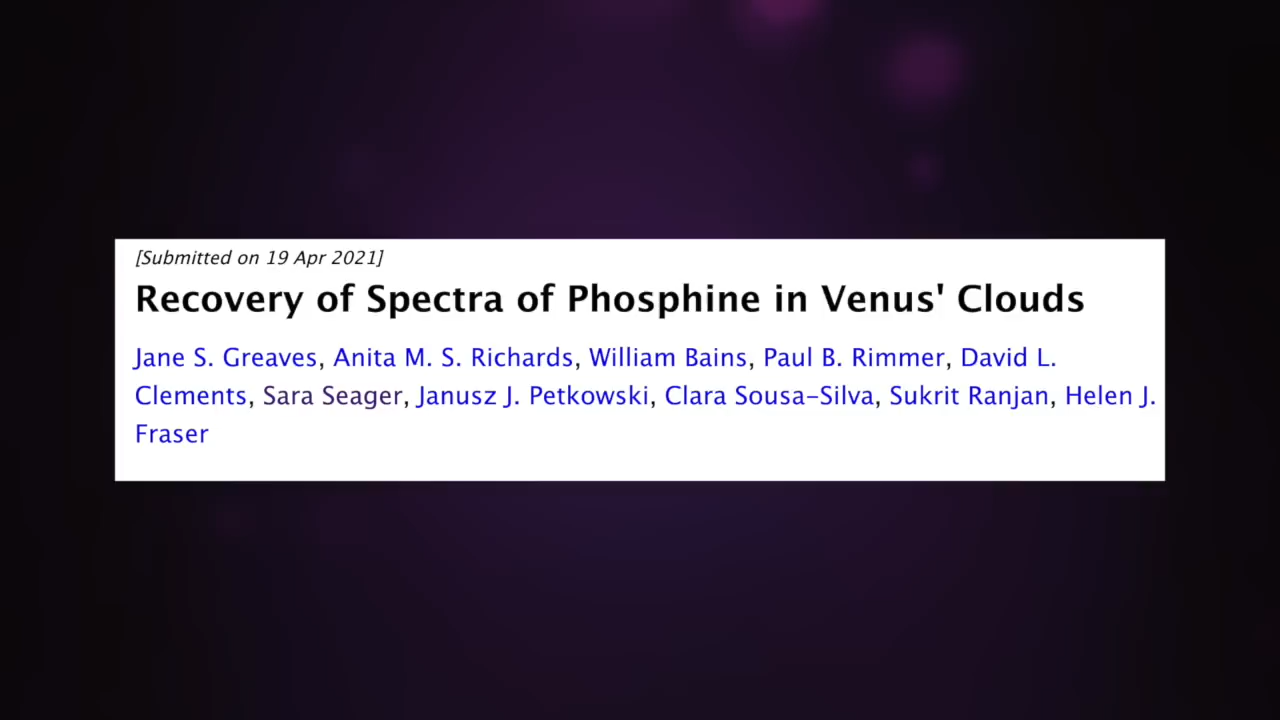 [Submitted on 19 Apr 2021]
Recovery of Spectra of Phosphine in Venus' Clouds
Jane S. Greaves, Anita M. S. Richards, William Bains, Paul B. Rimmer, David L.
Clements, Sara Seager, Janusz J. Petkowski, Clara Sousa-Silva, Sukrit Ranjan, Helen J.
Fraser